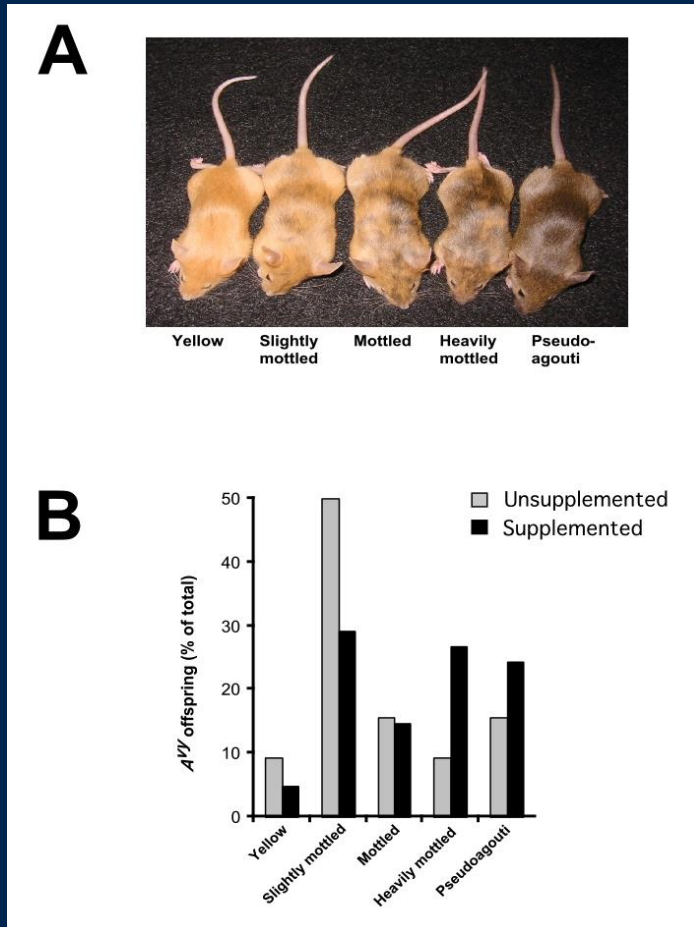 A
Yellow
Slightly
mottled
Mottled
Heavily
mottled
Pseudo-
agouti
B
Unsupplemented
Supplemented
50
40
30
20
10
0
Avy offspring (% of total)
Yellow
Slightly mottled
Mottled
Heavily mottled
Pseudoagouti